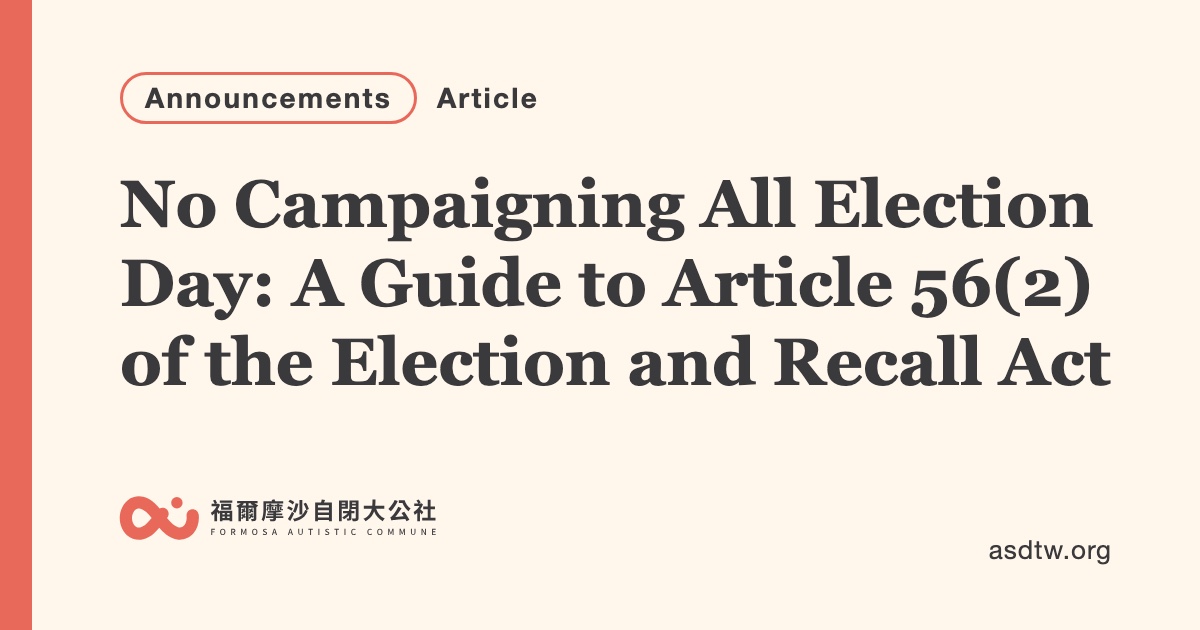 Announcements Article
No Campaigning All Election
Day: A Guide to Article 56(2)
of the Election and Recall Act
福爾摩沙自閉大公社
FORMOSA AUTISTIC COMMUNE
asdtw.org